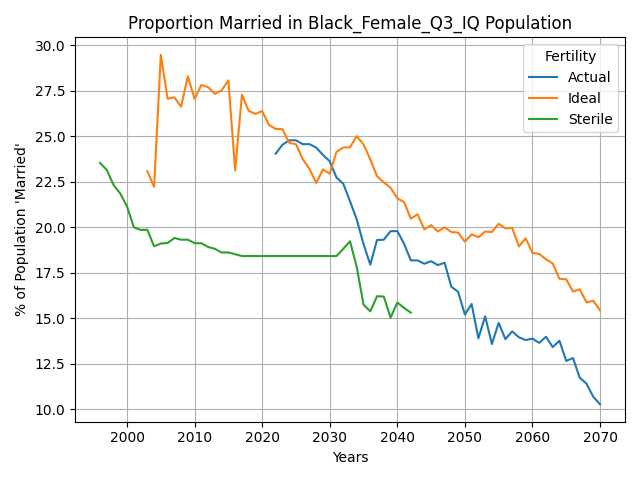 Proportion Married in Black_Female_Q3_IQ Population
% of Population 'Married'
30.0
27.5
25.0
22.5
20.0
17.5
15.0
12.5
10.0
Fertility
Actual
Ideal
Sterile
2000
2010
2020
2030
2040
2050
2060
2070
Years